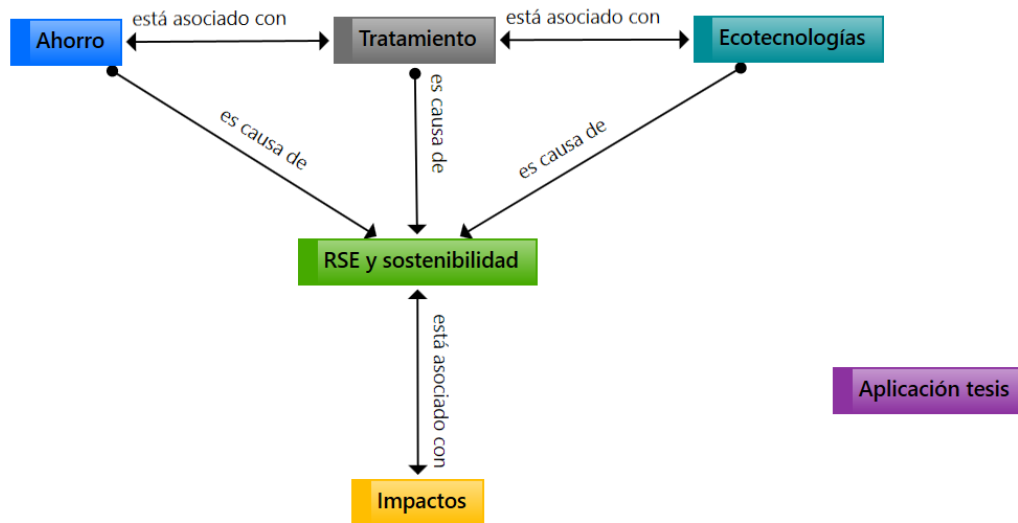 está asociado con
está asociado con
Ahorro
Tratamiento
Ecotecnologías
es causa de
es causa de
es causa de
RSE y sostenibilidad
está asociado con
Aplicación tesis
Impactos